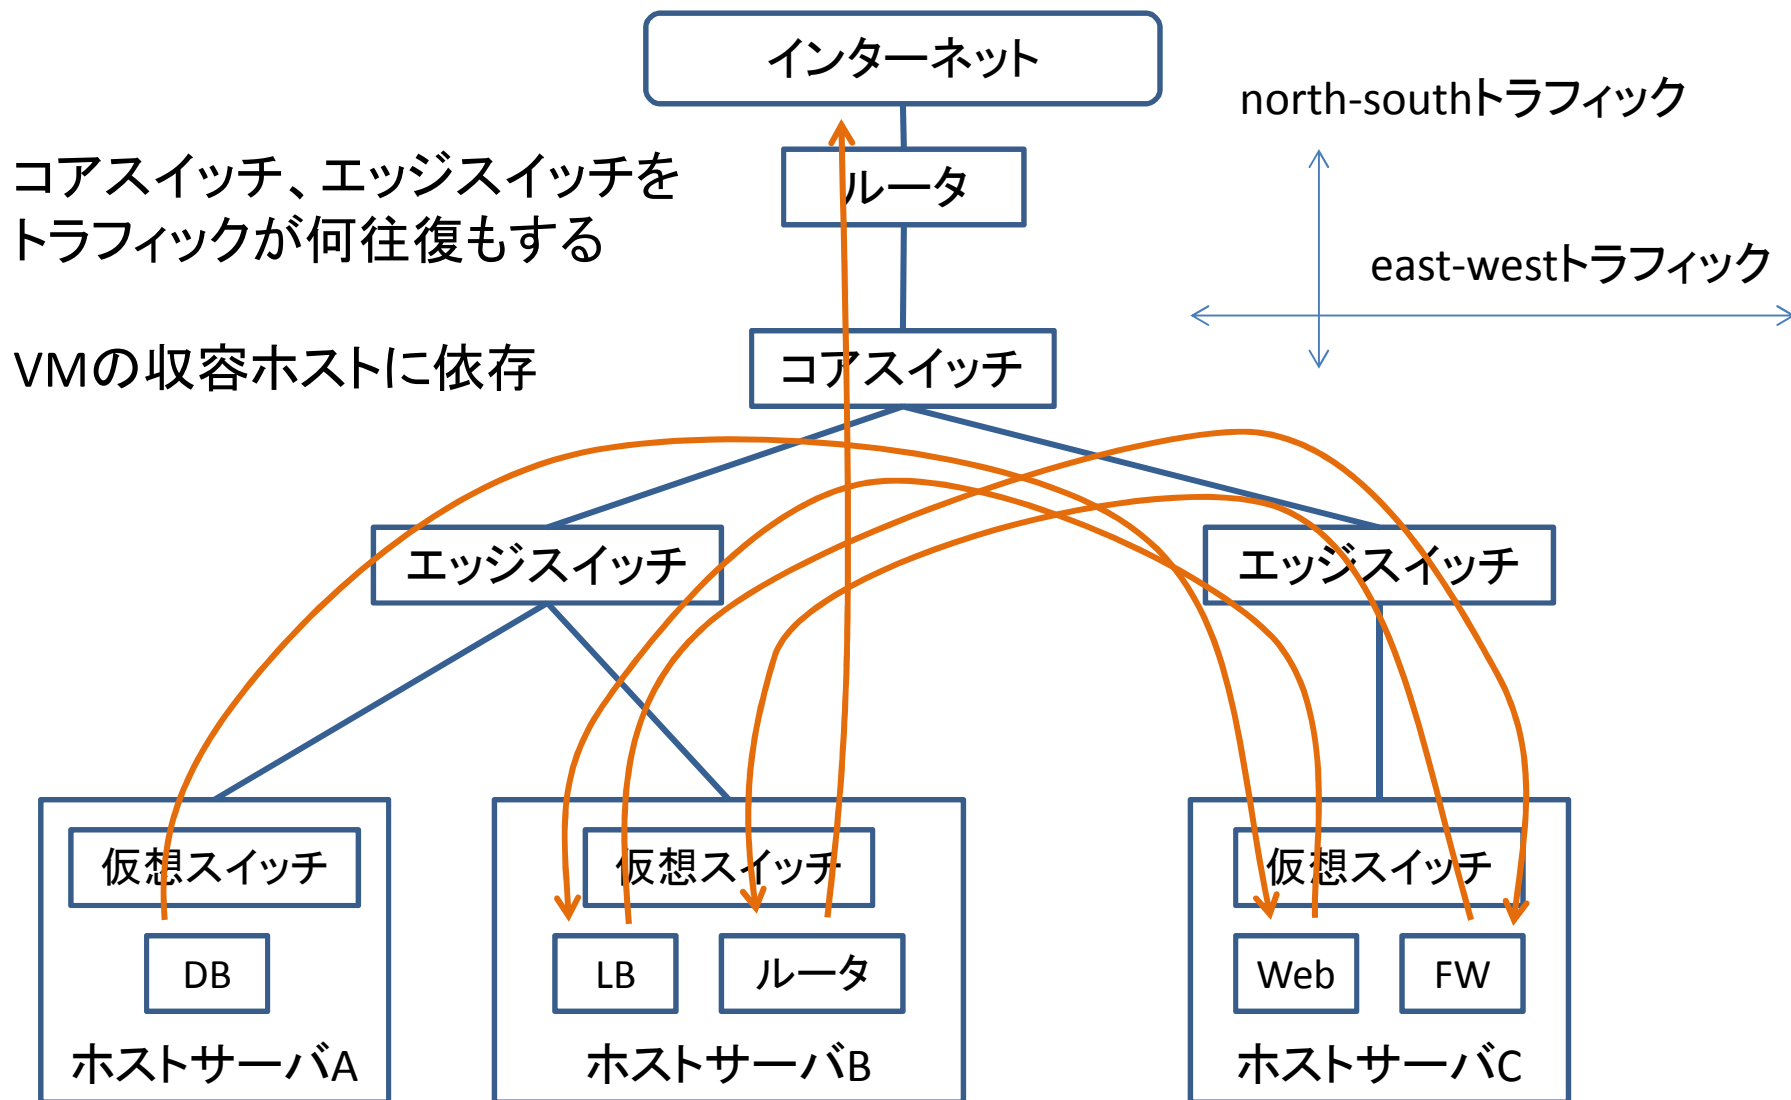 インターネット
north-southトラフィック
コアスイッチ、エッジスイッチを
トラフィックが何往復もする
ルータ
east-westトラフィック
VMの収容ホストに依存
コアスイッチ
エッジスイッチ
エッジスイッチ
仮想スイッチ
仮想スイッチ
仮想スイッチ
DB
LB
ルータ
Web
FW
ホストサーバA
ホストサーバB
ホストサーバC